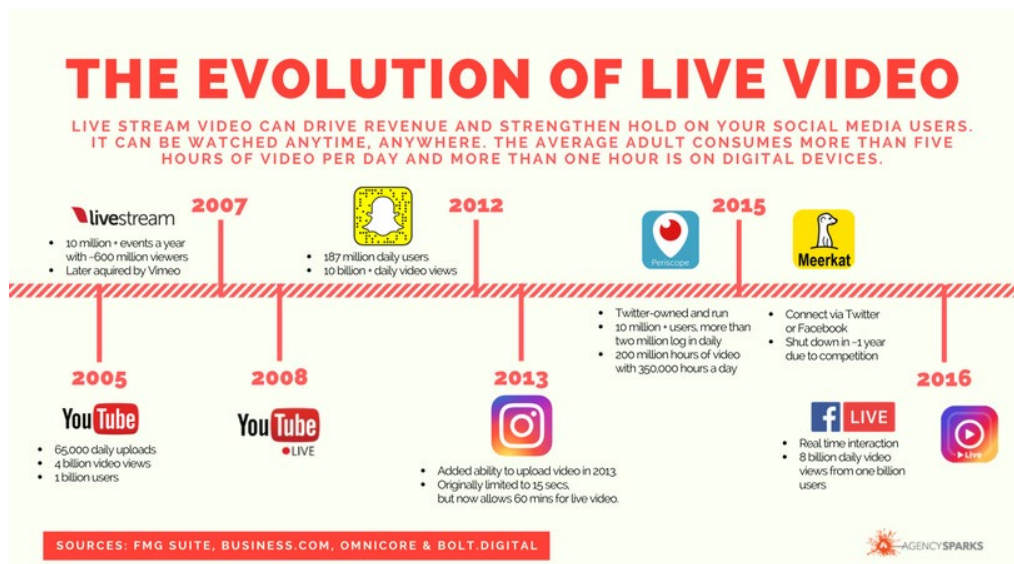 THE EVOLUTION OF LIVE VIDEO
LIVE STREAM VIDEO CAN DRIVE REVENUE AND STRENGTHEN HOLD ON YOUR SOCIAL MEDIA USERS.
IT CAN BE WATCHED ANYTIME, ANYWHERE. THE AVERAGE ADULT CONSUMES MORE THAN FIVE
HOURS OF VIDEO PER DAY AND MORE THAN ONE HOUR IS ON DIGITAL DEVICES.
livestream
2007
• 10 million + events a year
with ~600 million viewers
• Later aquired by Vimeo
2012
• 187 million daily users
• 10 billion + daily video views
Periscope
2015
Meerkat
• Twitter-owned and run
• 10 million + users, more than
two million log in daily
• 200 million hours of video
with 350,000 hours a day
• Connect via Twitter
or Facebook
• Shut down in ~1 year
due to competition
2005
YouTube
• 65,000 daily uploads
• 4 billion video views
• 1 billion users
2008
YouTube
LIVE
2013
• Added ability to upload video in 2013.
• Originally limited to 15 secs,
but now allows 60 mins for live video.
2016
f LIVE
• Real time interaction
• 8 billion daily video
views from one billion
users
Live
SOURCES: FMG SUITE, BUSINESS.COM, OMNICORE & BOLT.DIGITAL
AGENCYSPARKS